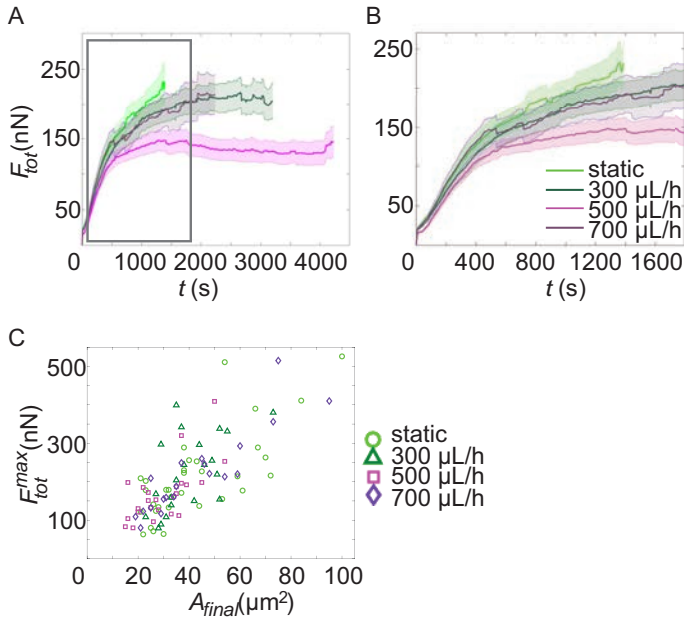 A
250
150
50
F_tot (nN)
0
1000
2000
3000
4000
t (s)
B
250
200
150
100
50
0
400
800
1200
1600
t (s)
static
300 μL/h
500 μL/h
700 μL/h
C
500
300
100
F_tot^max (nN)
0
20
40
60
80
100
A_final (μm²)
static
300 μL/h
500 μL/h
700 μL/h